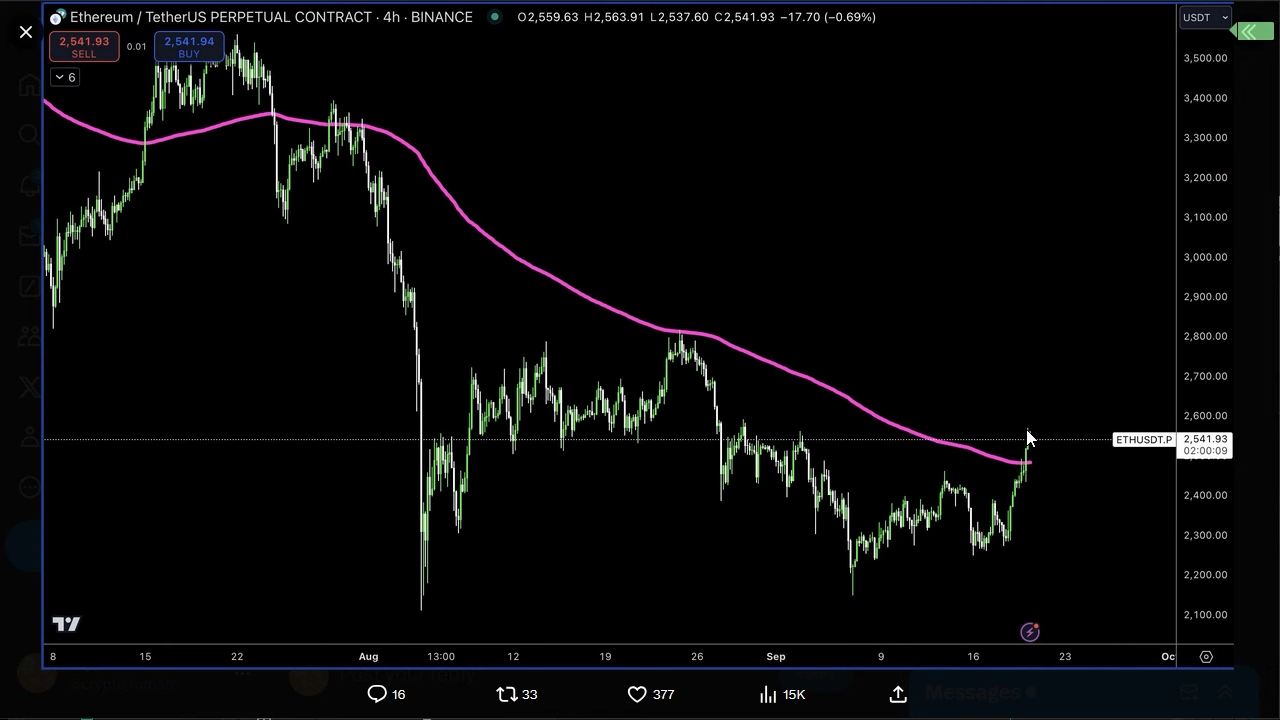 Ethereum / TetherUS PERPETUAL CONTRACT · 4h · BINANCE O2,559.63 H2,563.91 L2,537.60 C2,541.93 −17.70 (−0.69%)
USDT
2,541.93
SELL
0.01
2,541.94
BUY
6
3,500.00
3,400.00
3,300.00
3,200.00
3,100.00
3,000.00
2,900.00
2,800.00
2,700.00
2,600.00
ETHUSDT.P 2,541.93
02:00:09
2,400.00
2,300.00
2,200.00
2,100.00
8 15 22 Aug 13:00 12 19 26 Sep 9 16 23 Oc
16 33 377 15K
Messages